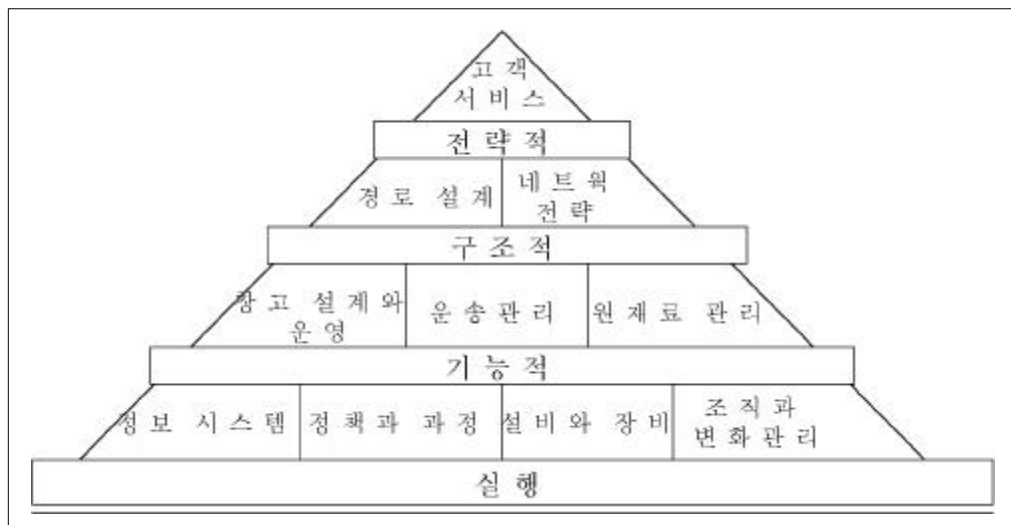 고객
서비스
전략적
경로 설계
네트웍
전략
구조적
창고 설계와
운영
운송관리
원재료 관리
기능적
정보 시스템
정책과 과정
설비와 장비
조직과
변화관리
실행